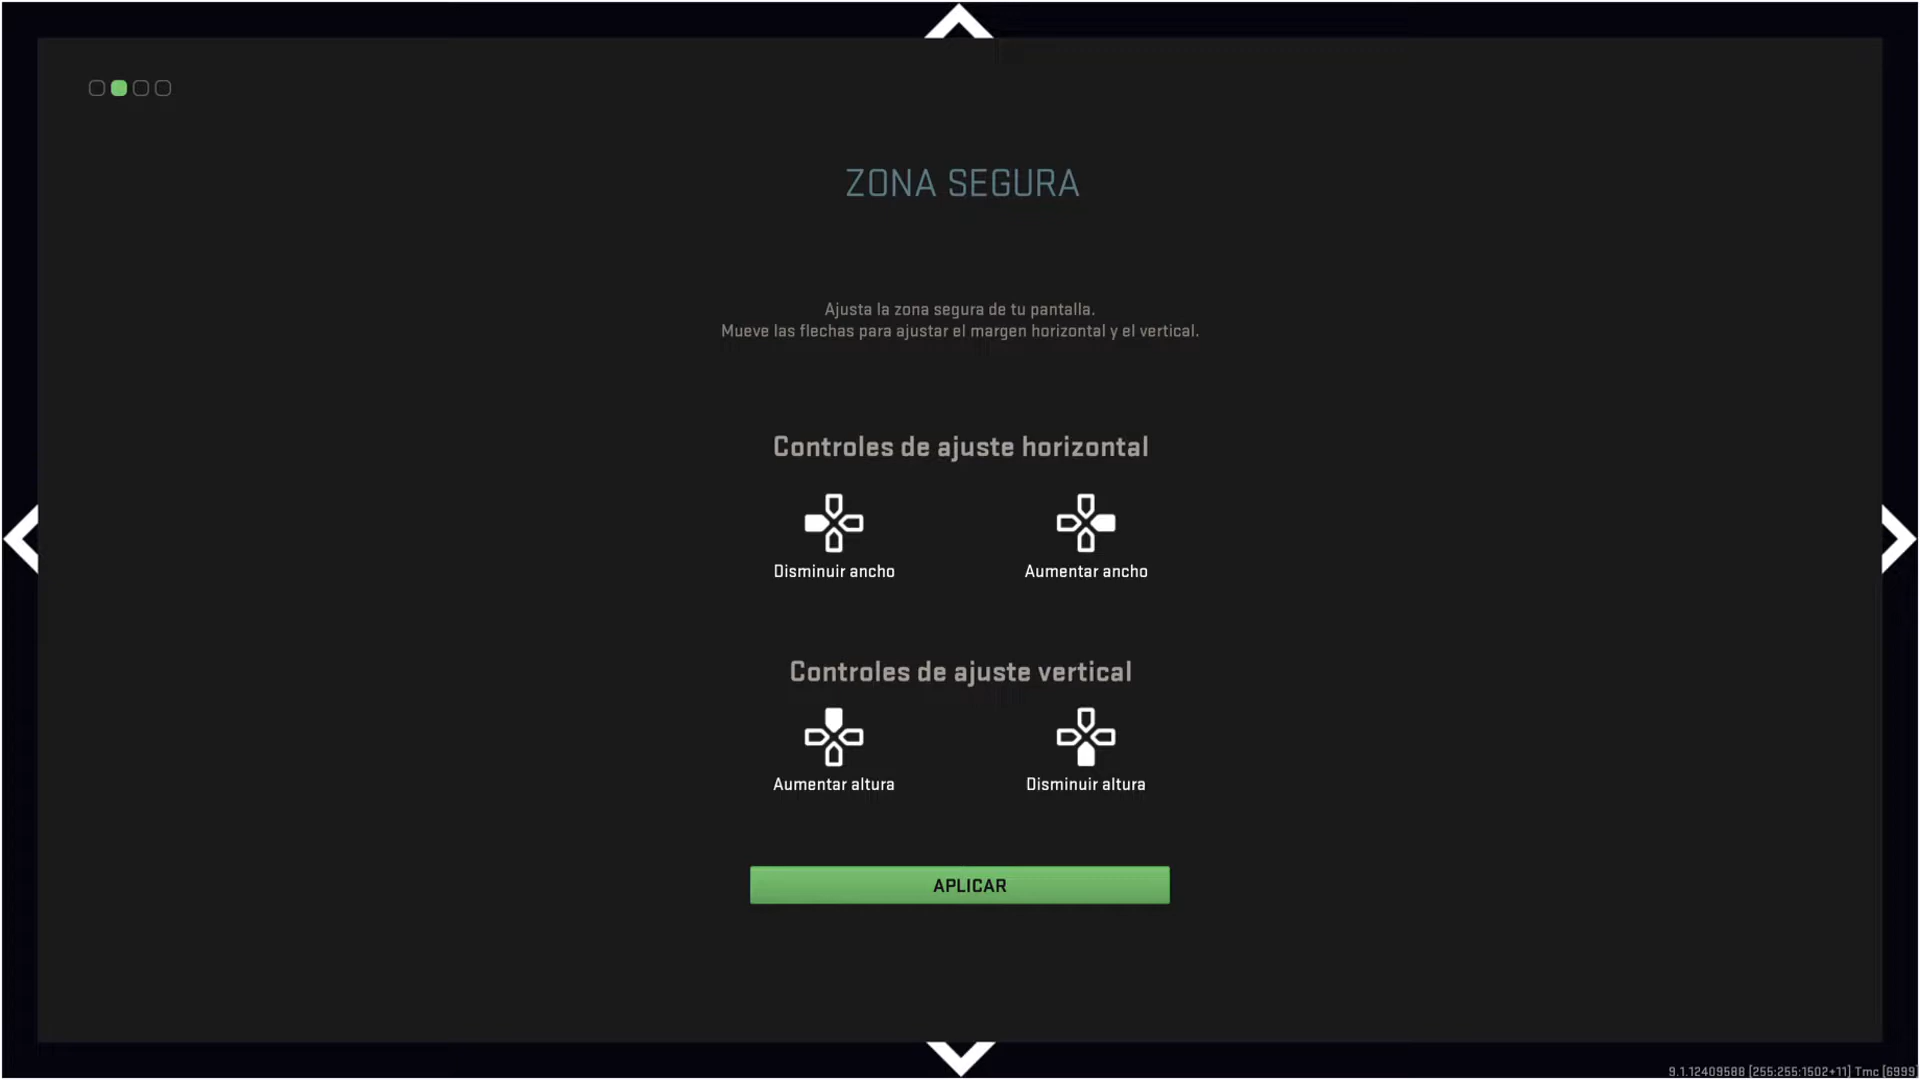 ZONA SEGURA
Ajusta la zona segura de tu pantalla.
Mueve las flechas para ajustar el margen horizontal y el vertical.
Controles de ajuste horizontal
Disminuir ancho
Aumentar ancho
Controles de ajuste vertical
Aumentar altura
Disminuir altura
APLICAR
9.1.12409588 [255:255:1502+11] Tmc [6999]